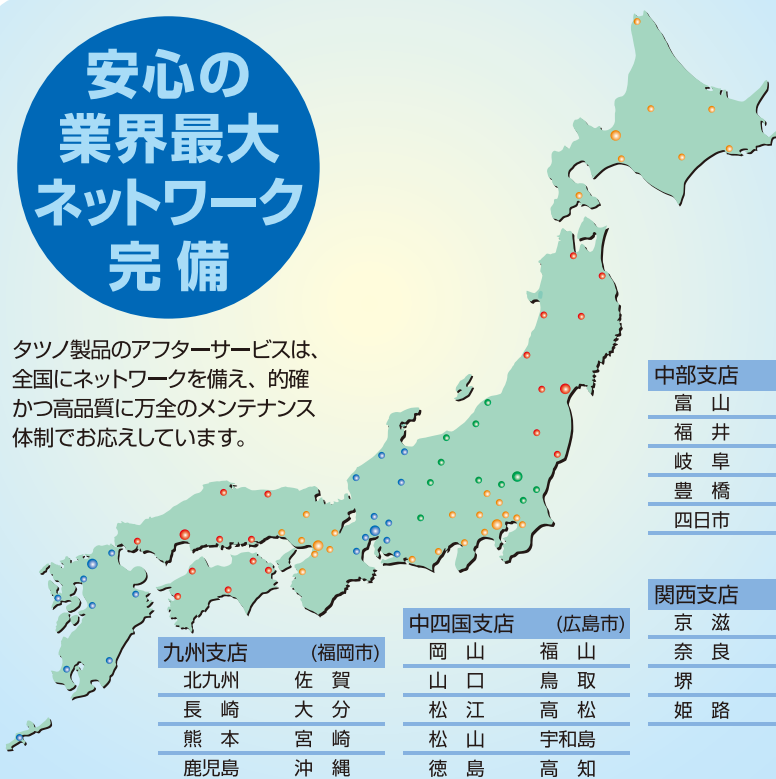 安心の
業界最大
ネットワーク
完備
タツノ製品のアフターサービスは、
全国にネットワークを備え、的確
かつ高品質に万全のメンテナンス
体制でお応えしています。
中部支店
富 山
福 井
岐 阜
豊 橋
四日市
関西支店
京 滋
奈 良
堺
姫 路
中四国支店 (広島市)
岡 山 福 山
山 口 鳥 取
松 江 高 松
松 山 宇和島
徳 島 高 知
九州支店 (福岡市)
北九州 佐 賀
長 崎 大 分
熊 本 宮 崎
鹿児島 沖 縄